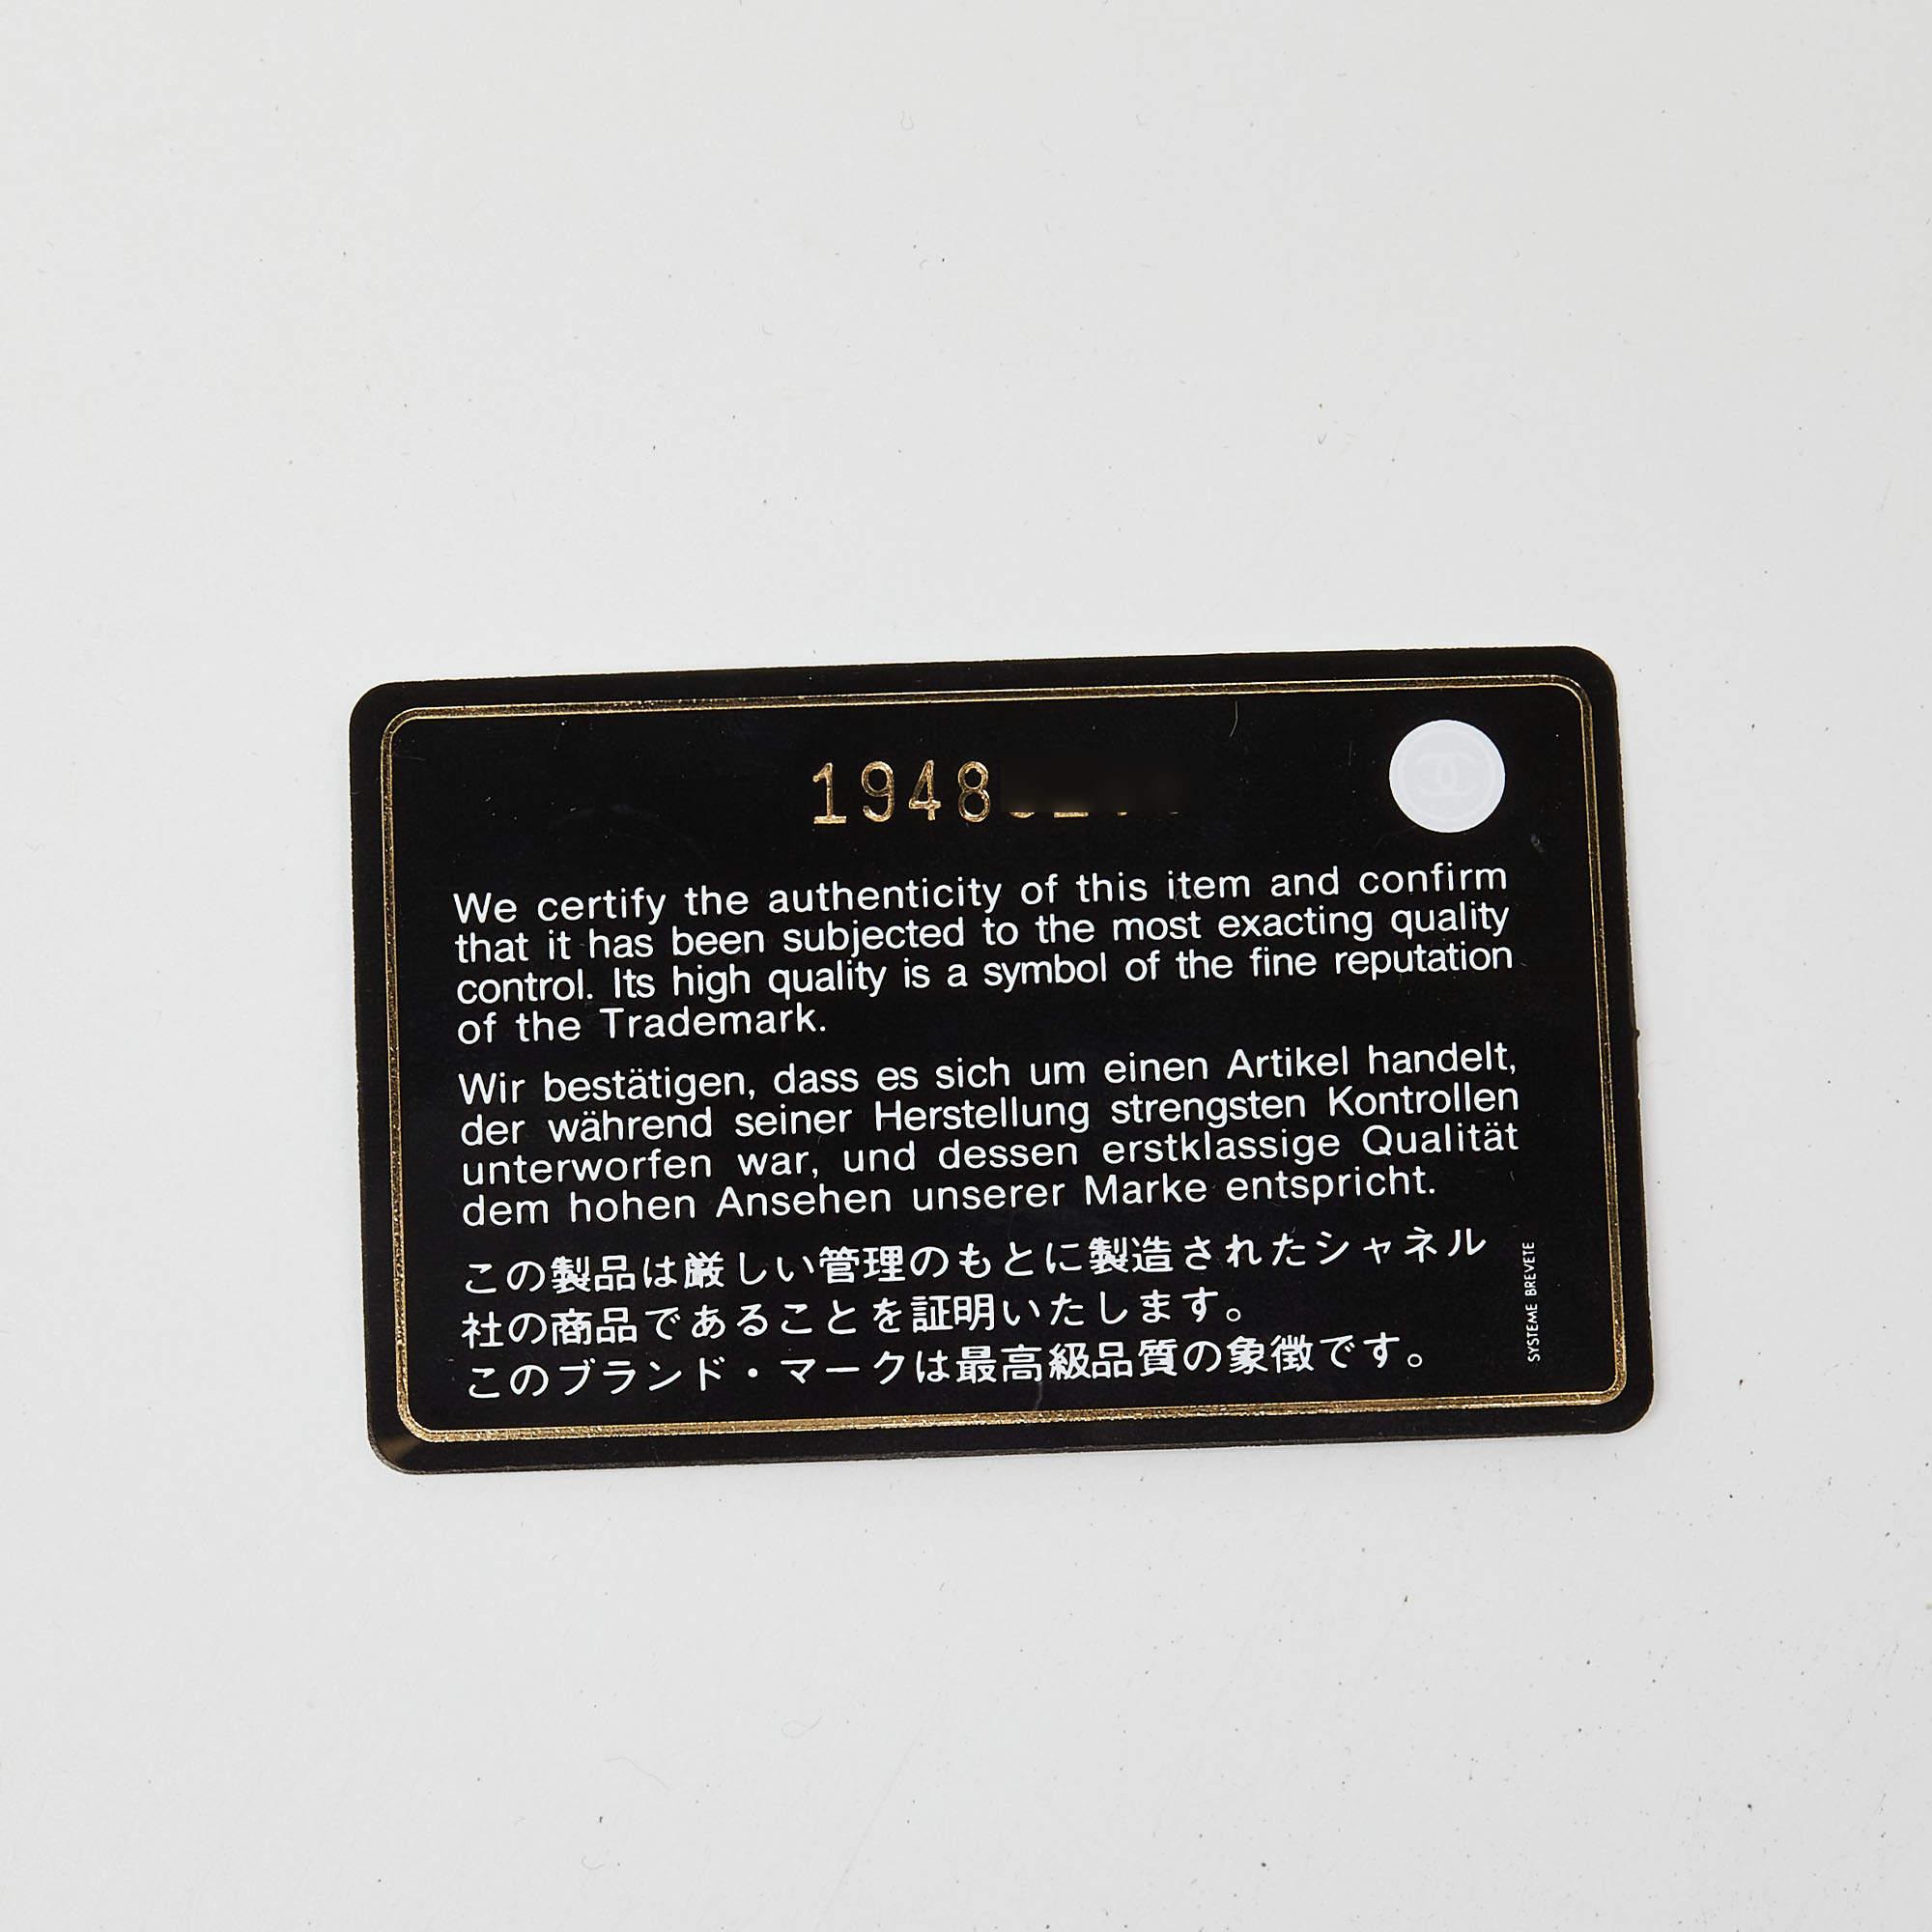 1948
We certify the authenticity of this item and confirm
that it has been subjected to the most exacting quality
control. Its high quality is a symbol of the fine reputation
of the Trademark.
Wir bestätigen, dass es sich um einen Artikel handelt,
der während seiner Herstellung strengsten Kontrollen
unterworfen war, und dessen erstklassige Qualität
dem hohen Ansehen unserer Marke entspricht.
この製品は厳しい管理のもとに製造されたシャネル
社の商品であることを証明いたします。
このブランド・マークは最高級品質の象徴です。
SYSTEME BREVETE